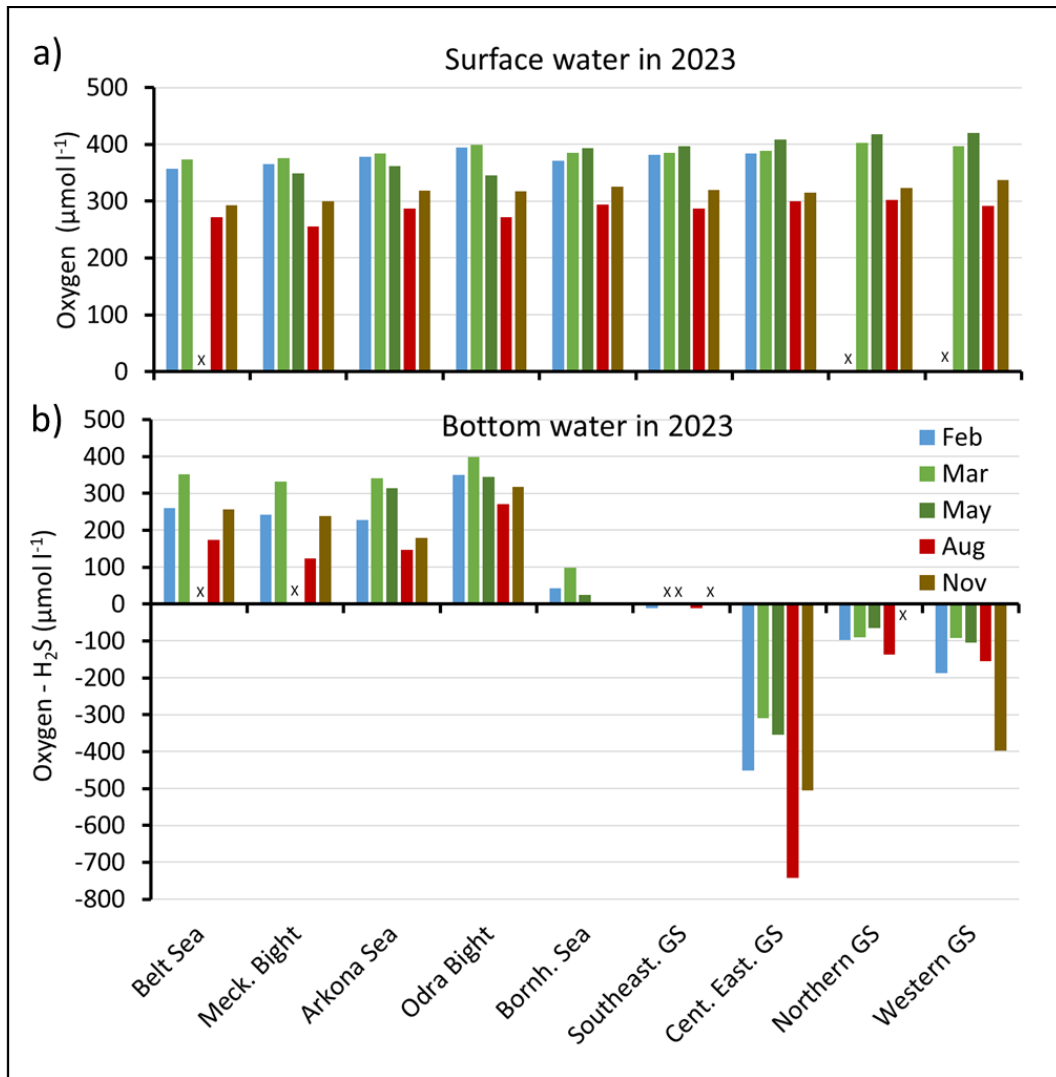 a)
Surface water in 2023
Oxygen (µmol l⁻¹)
500
400
300
200
100
0
x
x
x
b)
Bottom water in 2023
Oxygen - H₂S (µmol l⁻¹)
500
400
300
200
100
0
-100
-200
-300
-400
-500
-600
-700
-800
x
x
x x
x
x
Feb
Mar
May
Aug
Nov
Belt Sea
Meck. Bight
Arkona Sea
Odra Bight
Bornh. Sea
Southeast. GS
Cent. East. GS
Northern GS
Western GS